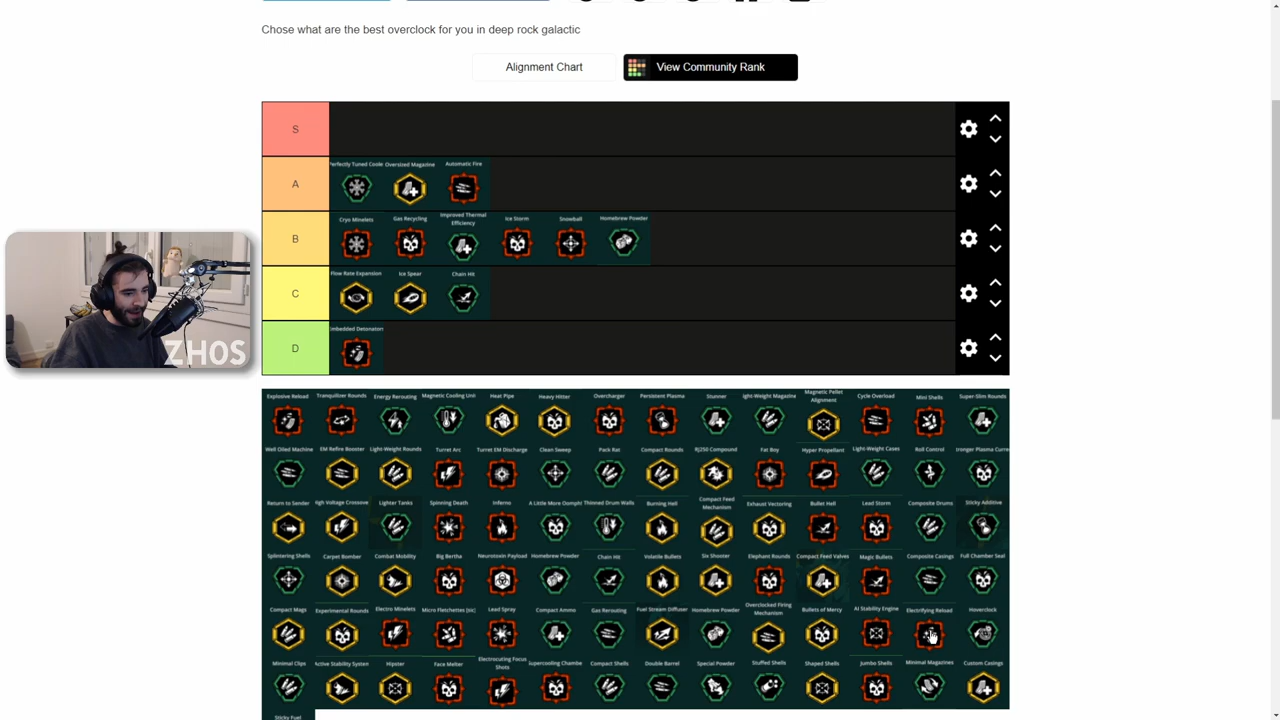 Chose what are the best overclock for you in deep rock galactic
Alignment Chart
View Community Rank
S
A
Perfectly Tuned Coole Oversized Magazine Automatic Fire
B
Cryo Minelets Gas Recycling Improved Thermal Efficiency Ice Storm Snowball Homebrew Powder
C
Flow Rate Expansion Ice Spear Chain Hit
D
Embedded Detonators
ZHOS
Explosive Reload Tranquilizer Rounds Energy Rerouting Magnetic Cooling Unit Heat Pipe Heavy Hitter Overcharger Persistent Plasma Stunner ight-Weight Magazine Magnetic Pellet Alignment Cycle Overload Mini Shells Super-Slim Rounds
Well Oiled Machine EM Refire Booster Light-Weight Rounds Turret Arc Turret EM Discharge Clean Sweep Pack Rat Compact Rounds RJ250 Compound Fat Boy Hyper Propellant Light-Weight Cases Roll Control ronger Plasma Curre
Return to Sender igh Voltage Crossove Lighter Tanks Spinning Death Inferno A Little More Oomph Thinned Drum Walls Burning Hell Compact Feed Mechanism Exhaust Vectoring Bullet Hell Lead Storm Composite Drums Sticky Additive
Splintering Shells Carpet Bomber Combat Mobility Big Bertha Neurotoxin Payload Homebrew Powder Chain Hit Volatile Bullets Six Shooter Elephant Rounds Compact Feed Valves Magic Bullets Composite Casings Full Chamber Seal
Compact Mags Experimental Rounds Electro Minelets Micro Flechettes Lead Spray Compact Ammo Gas Rerouting Fuel Stream Diffuser Homebrew Powder Overclocked Firing Mechanism Bullets of Mercy AI Stability Engine Electrifying Reload Hoverclock
Minimal Clips Active Stability System Hipster Face Melter Electrocuting Focus Shots Supercooling Chambe Compact Shells Double Barrel Special Powder Stuffed Shells Shaped Shells Jumbo Shells Minimal Magazines Custom Casings
Sticky Fuel